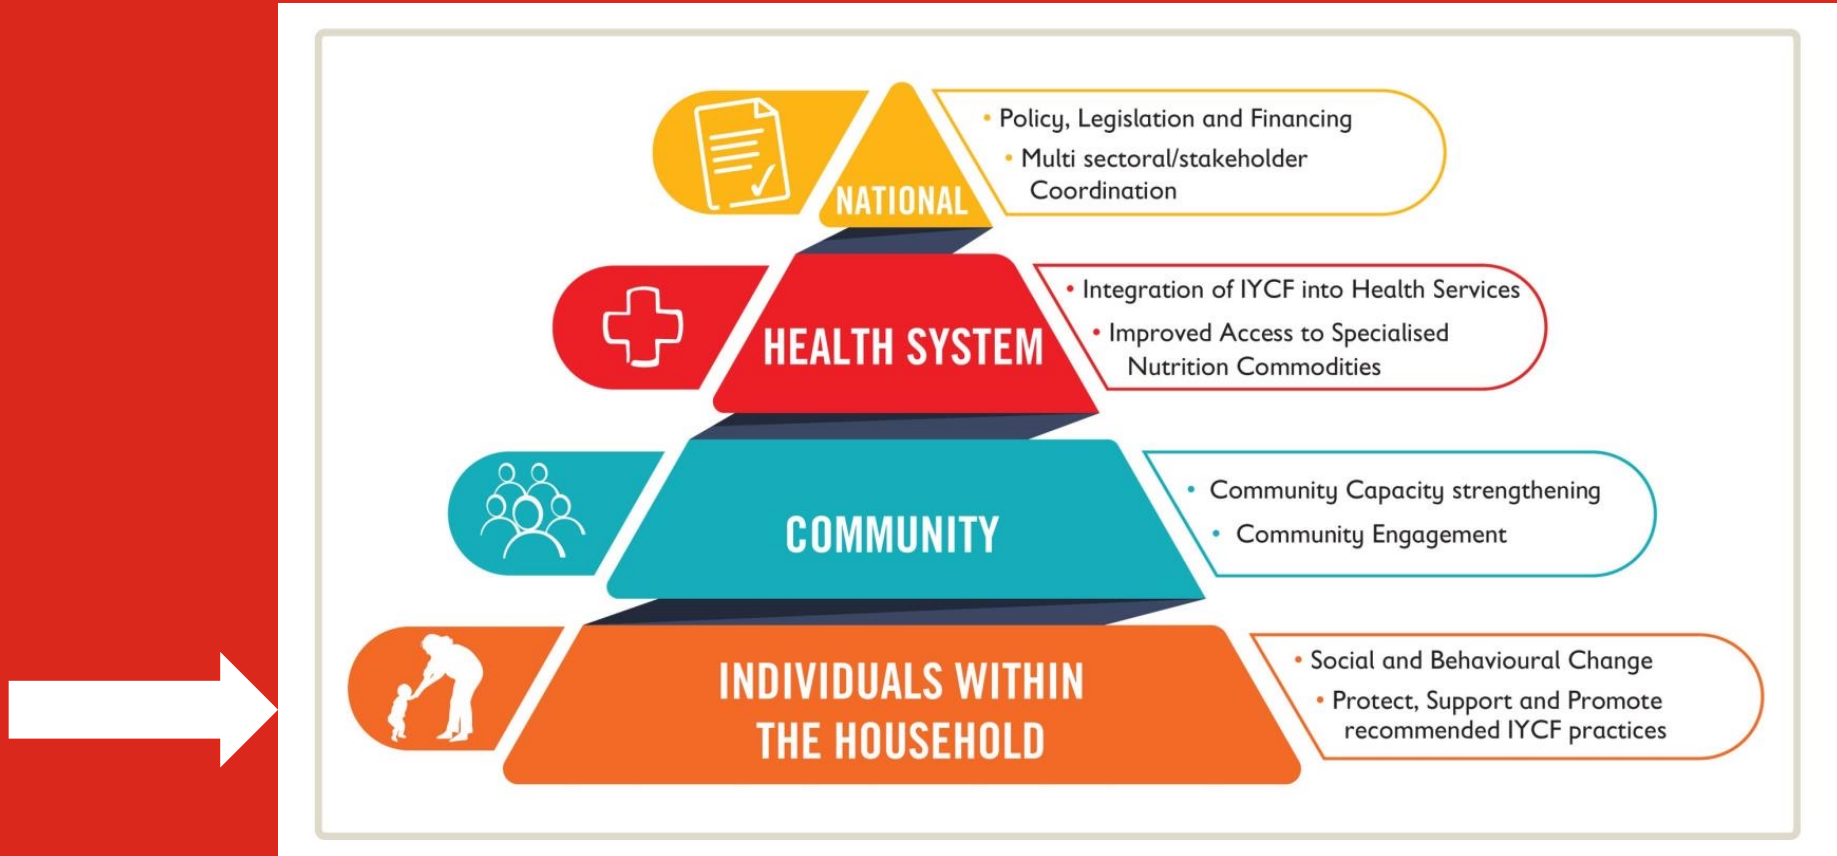 NATIONAL
• Policy, Legislation and Financing
• Multi sectoral/stakeholder
Coordination
HEALTH SYSTEM
• Integration of IYCF into Health Services
• Improved Access to Specialised
Nutrition Commodities
COMMUNITY
• Community Capacity strengthening
• Community Engagement
INDIVIDUALS WITHIN
THE HOUSEHOLD
• Social and Behavioural Change
• Protect, Support and Promote
recommended IYCF practices